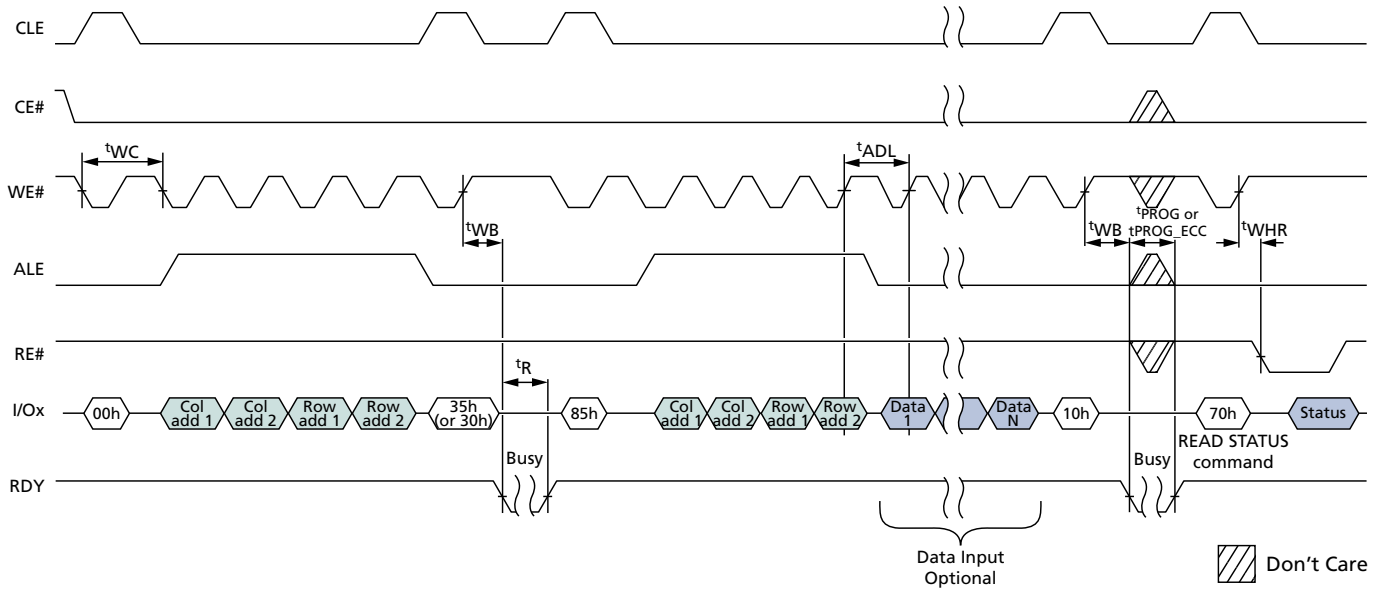 CLE
CE#
tWC
tADL
WE#
tWB
tWB
tPROG or
tPROG_ECC
tWHR
ALE
RE#
tR
I/Ox
00h
Col
add 1
Col
add 2
Row
add 1
Row
add 2
35h
(or 30h)
85h
Col
add 1
Col
add 2
Row
add 1
Row
add 2
Data
1
Data
N
10h
70h
Status
READ STATUS
command
Busy
Busy
RDY
Data Input
Optional
Don't Care